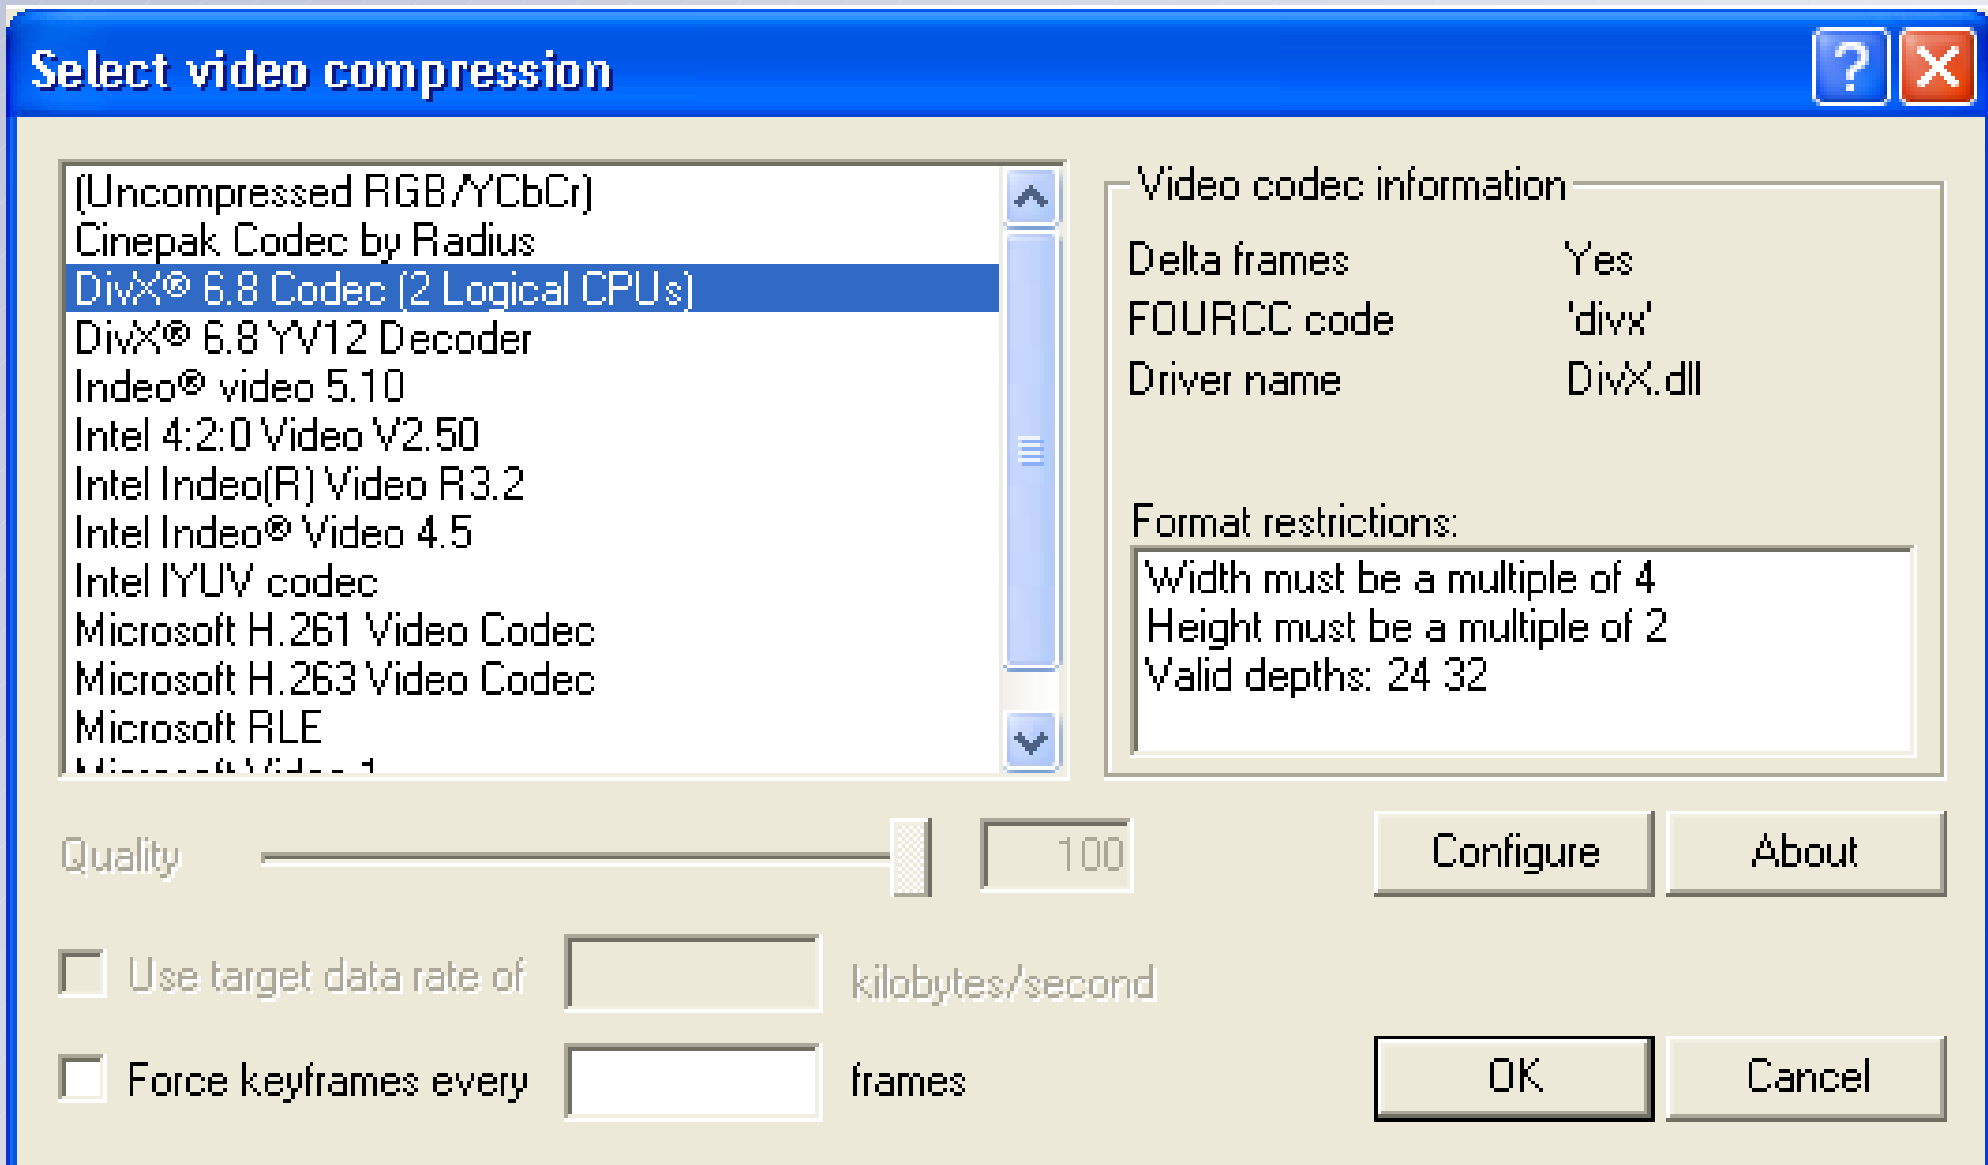 Select video compression
(Uncompressed RGB/YCbCr)
Cinepak Codec by Radius
DivX® 6.8 Codec (2 Logical CPUs)
DivX® 6.8 YV12 Decoder
Indeo® video 5.10
Intel 4:2:0 Video V2.50
Intel Indeo(R) Video R3.2
Intel Indeo® Video 4.5
Intel IYUV codec
Microsoft H.261 Video Codec
Microsoft H.263 Video Codec
Microsoft RLE
Microsoft Video 1
Video codec information
Delta frames Yes
FOURCC code 'divx'
Driver name DivX.dll
Format restrictions:
Width must be a multiple of 4
Height must be a multiple of 2
Valid depths: 24 32
Quality 100
Configure
About
Use target data rate of kilobytes/second
Force keyframes every frames
OK
Cancel